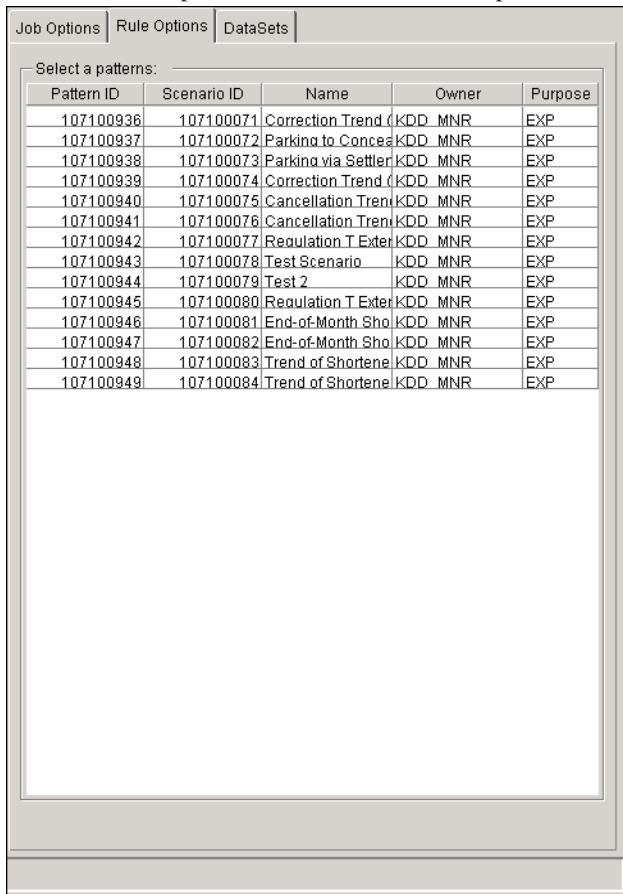 Job Options Rule Options DataSets
Select a patterns:
Pattern ID Scenario ID Name Owner Purpose
107100936 107100071 Correction Trend ( KDD MNR EXP
107100937 107100072 Parking to Concea KDD MNR EXP
107100938 107100073 Parking via Settler KDD MNR EXP
107100939 107100074 Correction Trend ( KDD MNR EXP
107100940 107100075 Cancellation Tren KDD MNR EXP
107100941 107100076 Cancellation Tren KDD MNR EXP
107100942 107100077 Regulation T Exter KDD MNR EXP
107100943 107100078 Test Scenario KDD MNR EXP
107100944 107100079 Test 2 KDD MNR EXP
107100945 107100080 Regulation T Exter KDD MNR EXP
107100946 107100081 End-of-Month Sho KDD MNR EXP
107100947 107100082 End-of-Month Sho KDD MNR EXP
107100948 107100083 Trend of Shortene KDD MNR EXP
107100949 107100084 Trend of Shortene KDD MNR EXP